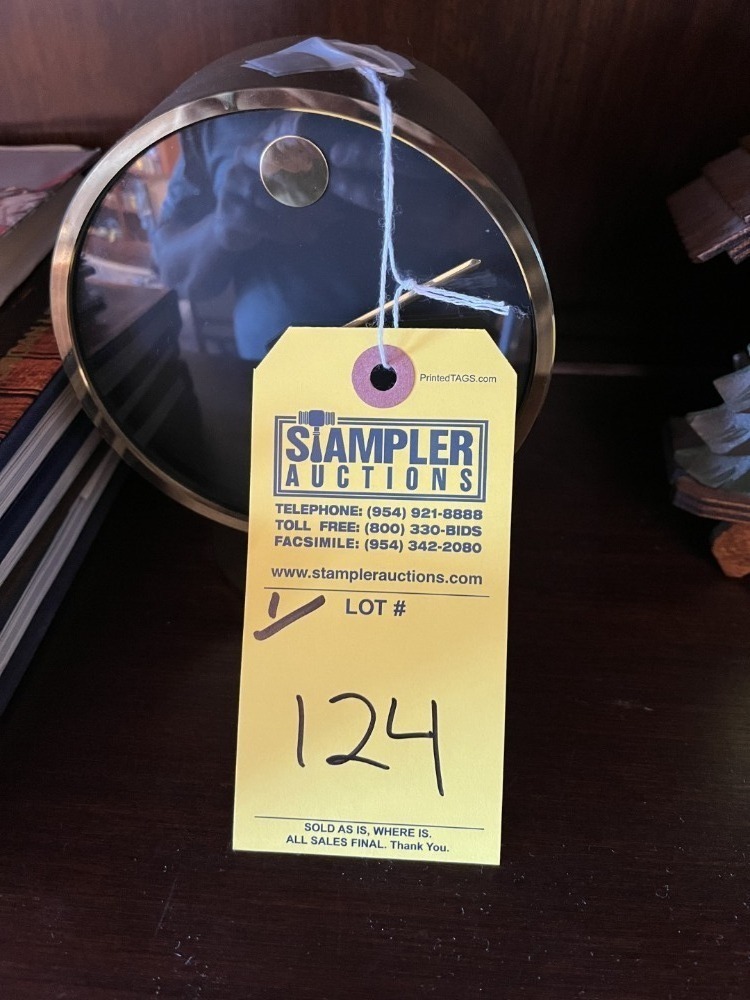 PrintedTAGS.com
STAMPLER
AUCTIONS
TELEPHONE: (954) 921-8888
TOLL FREE: (800) 330-BIDS
FACSIMILE: (954) 342-2080
www.stamplerauctions.com
1/ LOT #
124
SOLD AS IS, WHERE IS.
ALL SALES FINAL. Thank You.